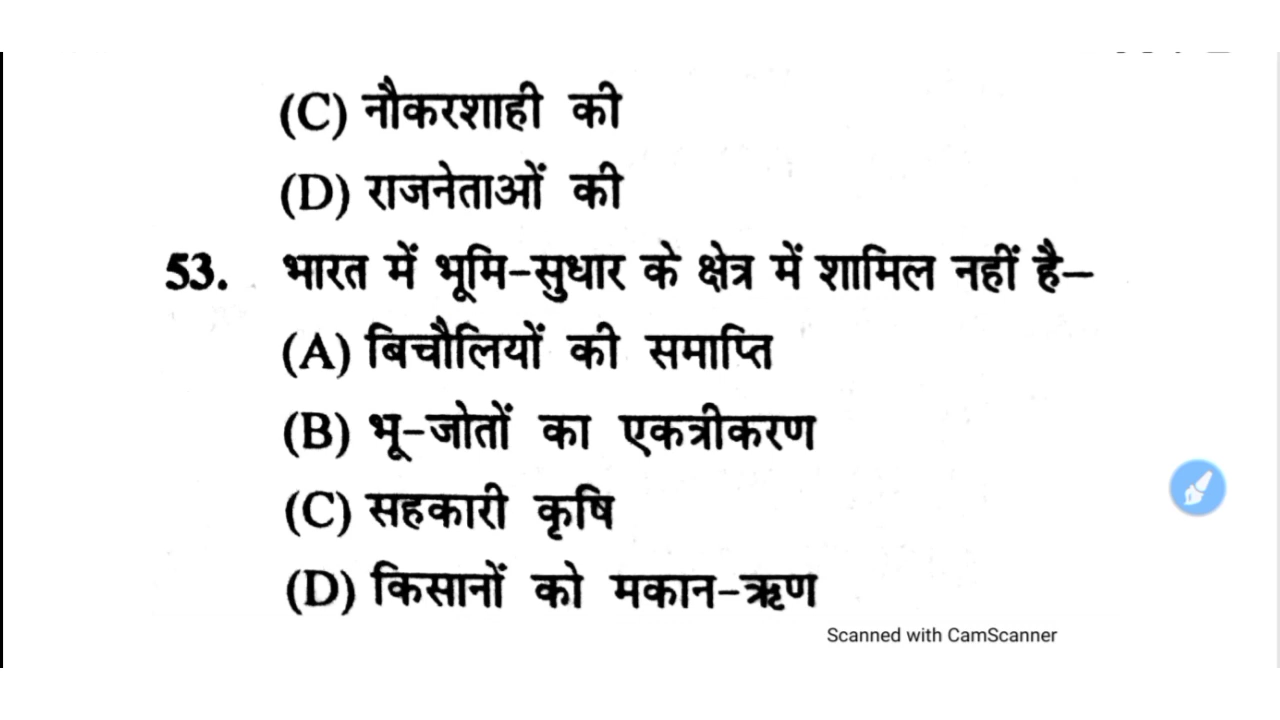 (C) नौकरशाही की
(D) राजनेताओं की
53. भारत में भूमि-सुधार के क्षेत्र में शामिल नहीं है–
(A) बिचौलियों की समाप्ति
(B) भू-जोतों का एकत्रीकरण
(C) सहकारी कृषि
(D) किसानों को मकान-ऋण
Scanned with CamScanner